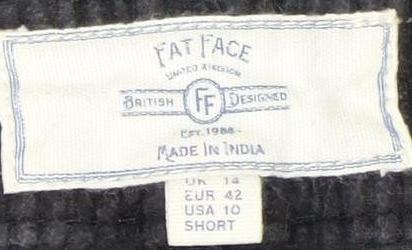 FAT FACE
UNITED KINGDOM
BRITISH FF DESIGNED
EST. 1988
MADE IN INDIA
UK 14
EUR 42
USA 10
SHORT